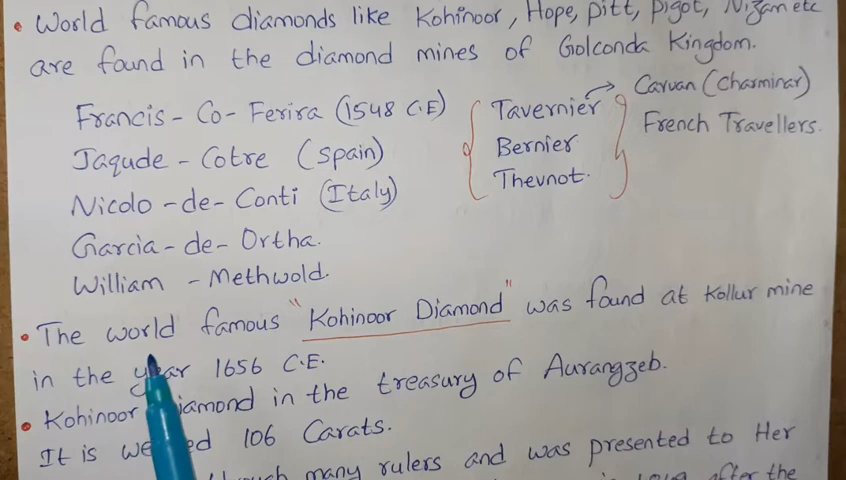 • World famous diamonds like Kohinoor, Hope, Pitt, Pigot, Nizam etc
are found in the diamond mines of Golconda Kingdom.
Francis - Co - Ferira (1548 C.E)
Jaqude - Cotre (Spain)
Nicolo - de - Conti (Italy)
Garcia - de - Ortha.
William - Methwold.
Tavernier → Carvan (Charminar)
Bernier
Thevnot.
French Travellers.
• The world famous "Kohinoor Diamond" was found at Kollur mine
in the year 1656 C.E.
• Kohinoor diamond in the treasury of Aurangzeb.
It is 106 Carats.
many rulers and was presented to Her
after the